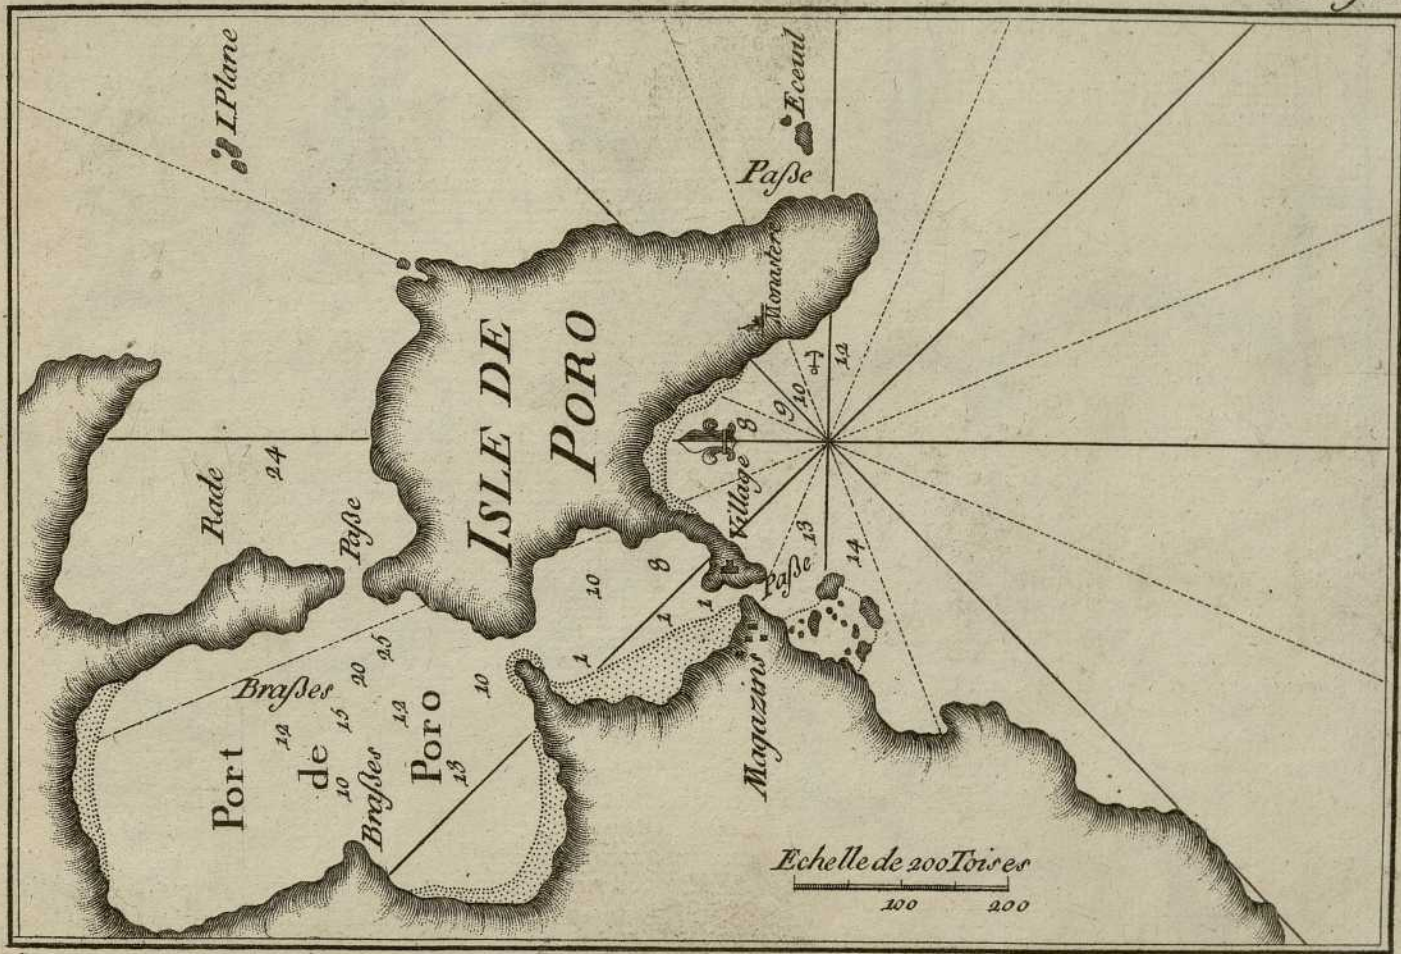 I.Plane
Eceuil
Paſse
Monastere
ISLE DE
PORO
12
10
9
8
Village
Rade
24
Paſse
13
14
Paſse
10
8
1
1
1
Braſses
20
25
12
15
12
10
Port
de
Poro
10
Braſses
13
Magazins
Echelle de 200 Toises
100
200